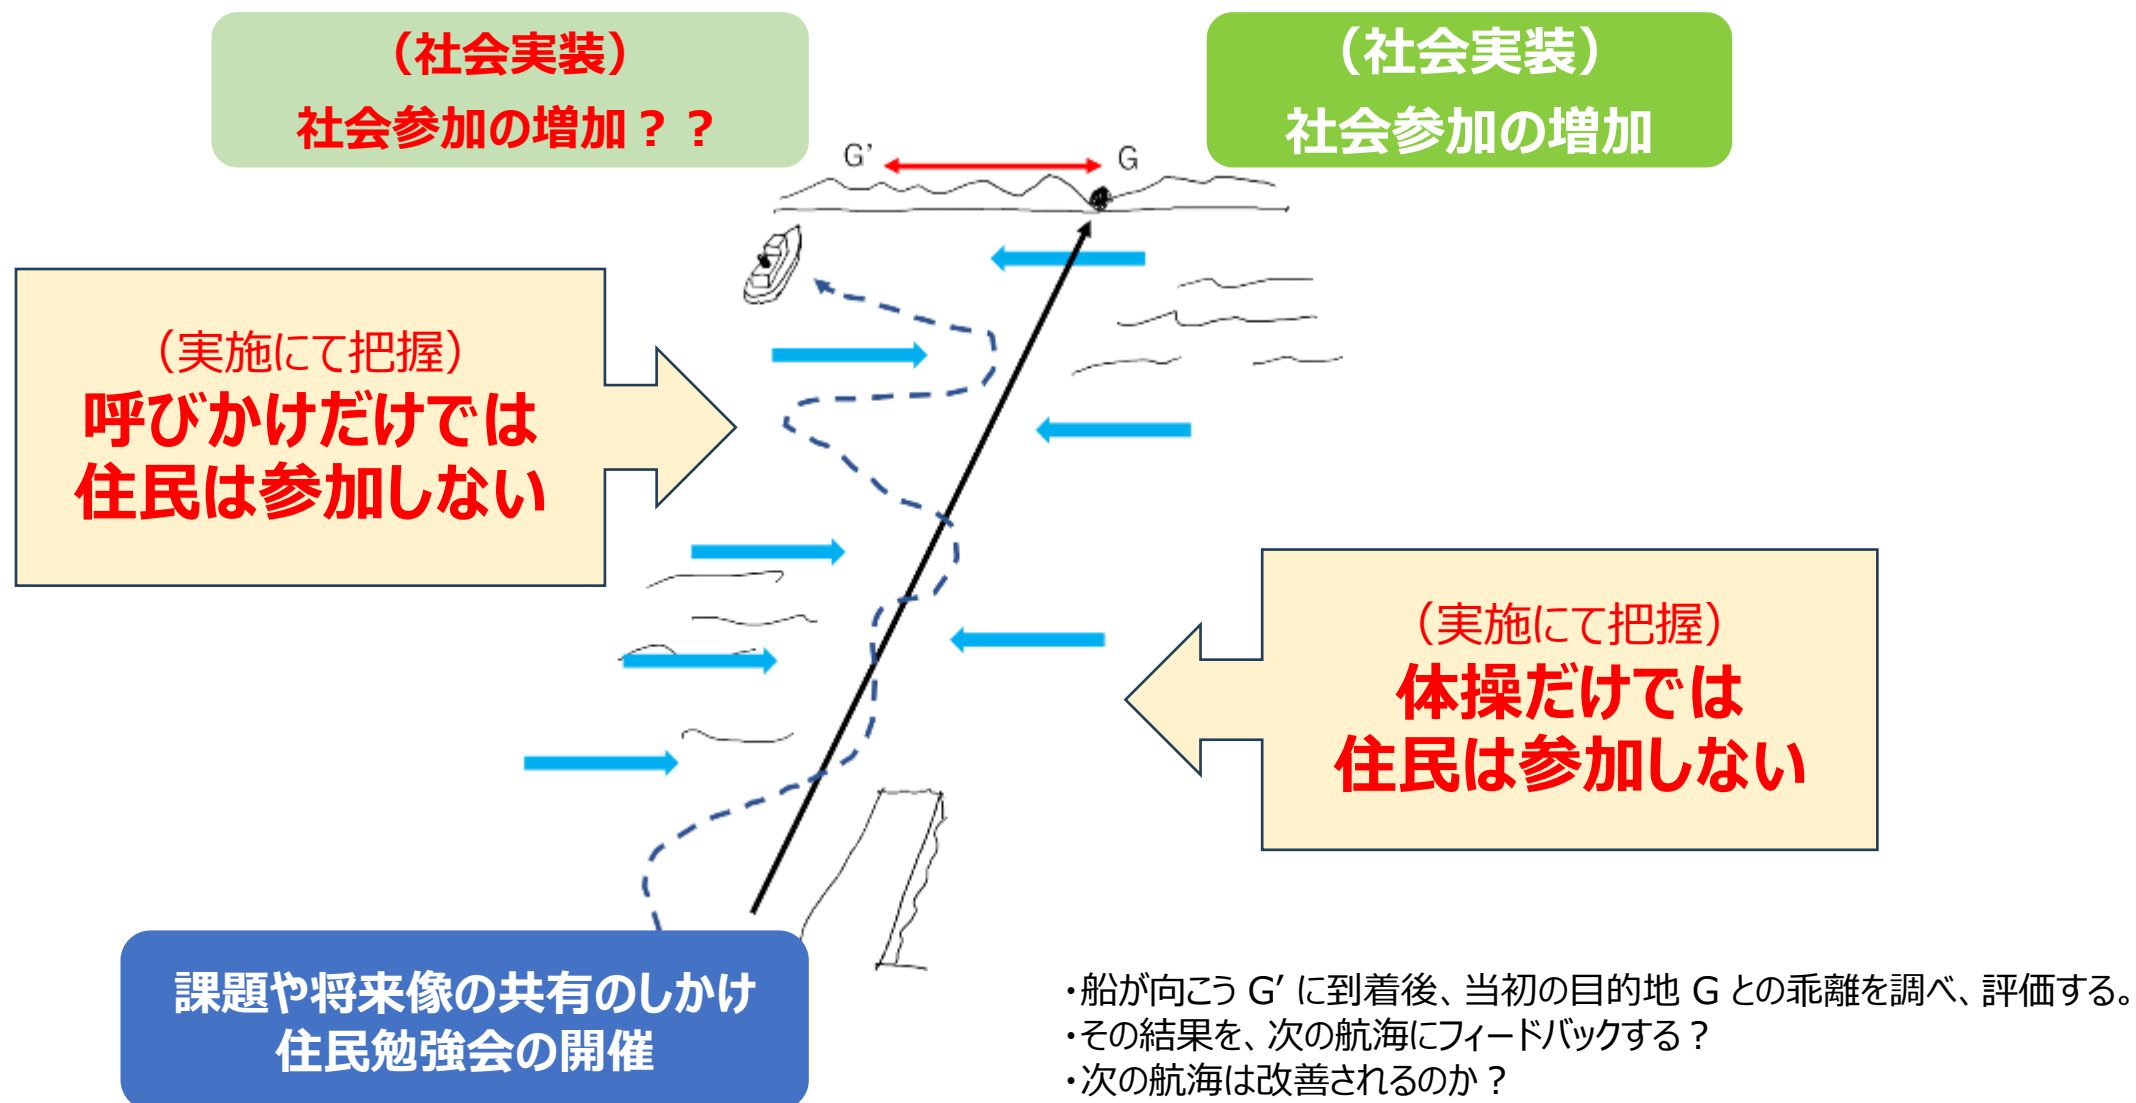 （社会実装）
社会参加の増加？？
（社会実装）
社会参加の増加
G’
G
（実施にて把握）
呼びかけだけでは
住民は参加しない
（実施にて把握）
体操だけでは
住民は参加しない
課題や将来像の共有のしかけ
住民勉強会の開催
・船が向こう G’ に到着後、当初の目的地 G との乖離を調べ、評価する。
・その結果を、次の航海にフィードバックする？
・次の航海は改善されるのか？